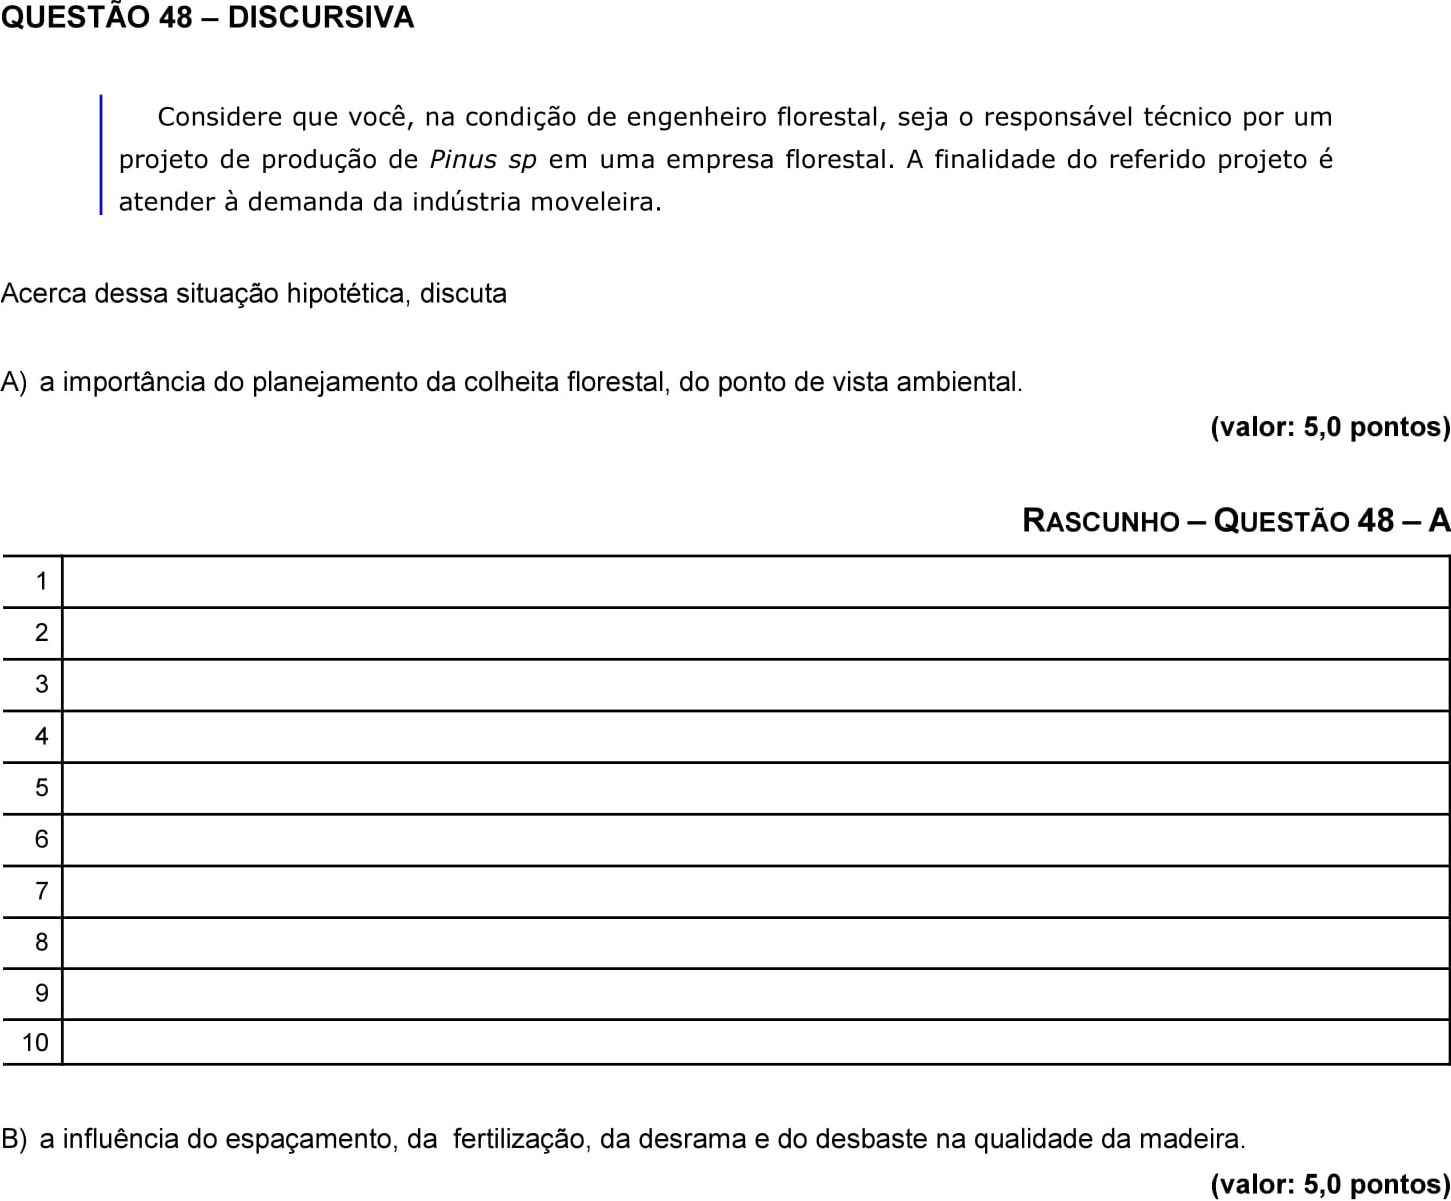 QUESTÃO 48 – DISCURSIVA
Considere que você, na condição de engenheiro florestal, seja o responsável técnico por um
projeto de produção de Pinus sp em uma empresa florestal. A finalidade do referido projeto é
atender à demanda da indústria moveleira.
Acerca dessa situação hipotética, discuta
A) a importância do planejamento da colheita florestal, do ponto de vista ambiental.
(valor: 5,0 pontos)
RASCUNHO – QUESTÃO 48 – A
1
2
3
4
5
6
7
8
9
10
B) a influência do espaçamento, da fertilização, da desrama e do desbaste na qualidade da madeira.
(valor: 5,0 pontos)